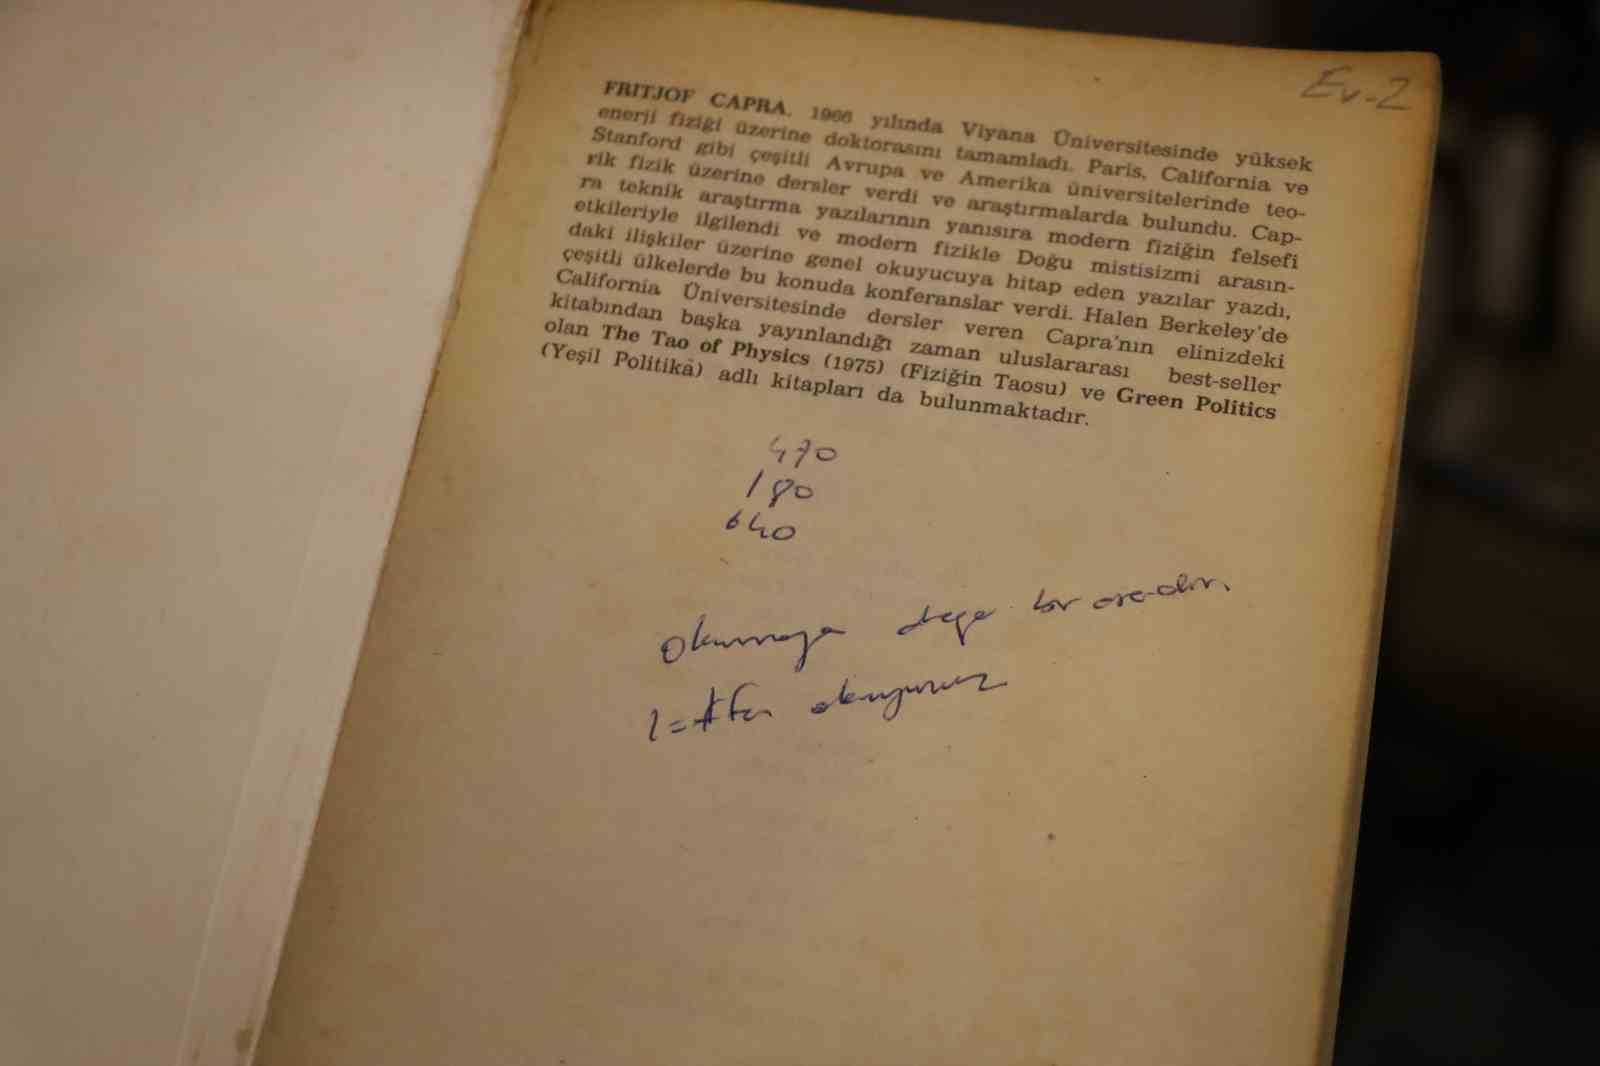 Ev-2
FRITJOF CAPRA, 1966 yılında Viyana Üniversitesinde yüksek
enerji fiziği üzerine doktorasını tamamladı. Paris, California ve
Stanford gibi çeşitli Avrupa ve Amerika üniversitelerinde teo-
rik fizik üzerine dersler verdi ve araştırmalarda bulundu. Cap-
ra teknik araştırma yazılarının yanısıra modern fiziğin felsefi
etkileriyle ilgilendi ve modern fizikle Doğu mistisizmi arasın-
daki ilişkiler üzerine genel okuyucuya hitap eden yazılar yazdı,
çeşitli ülkelerde bu konuda konferanslar verdi. Halen Berkeley'de
California Üniversitesinde dersler veren Capra'nın elinizdeki
kitabından başka yayınlandığı zaman uluslararası best-seller
olan The Tao of Physics (1975) (Fiziğin Taosu) ve Green Politics
(Yeşil Politikâ) adlı kitapları da bulunmaktadır.
470
180
640
Okumaya değe bir
okuyunuz